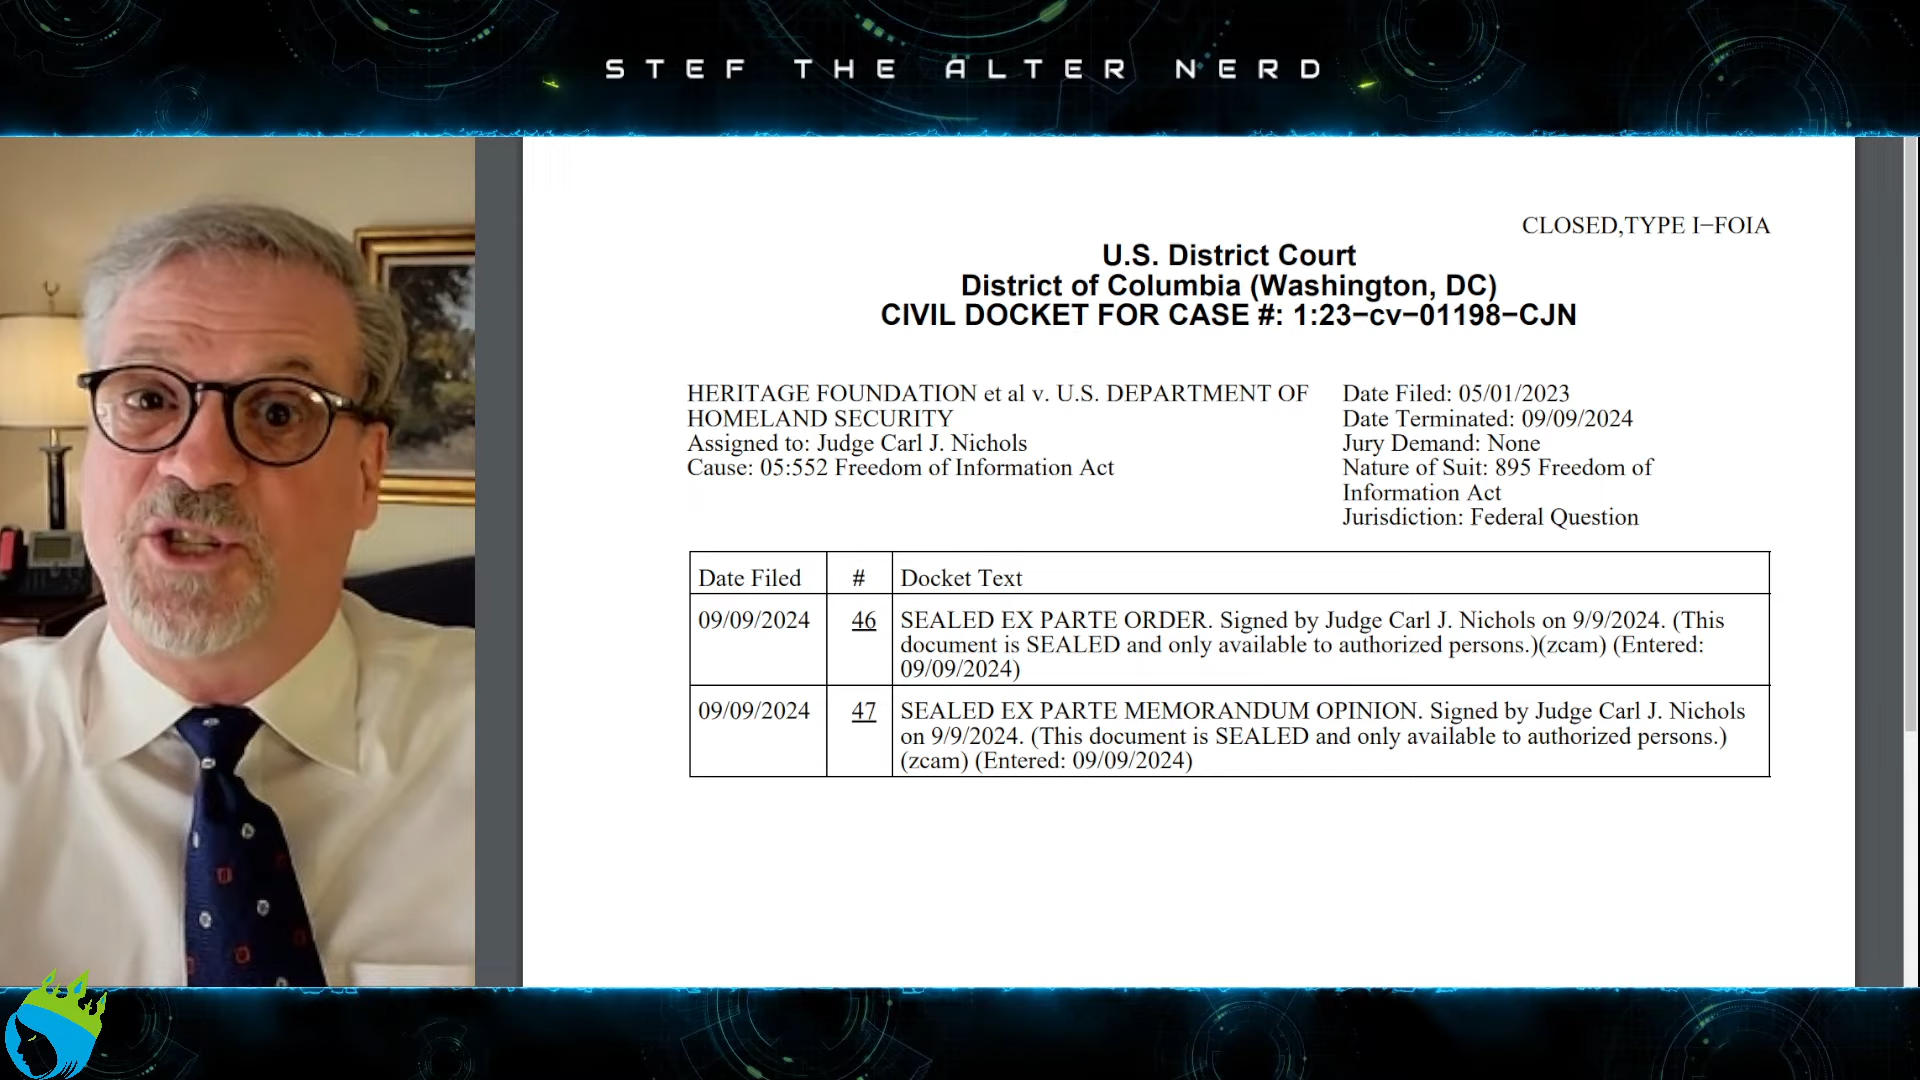 STEF THE ALTER NERD
CLOSED,TYPE I−FOIA
U.S. District Court
District of Columbia (Washington, DC)
CIVIL DOCKET FOR CASE #: 1:23−cv−01198−CJN
HERITAGE FOUNDATION et al v. U.S. DEPARTMENT OF
HOMELAND SECURITY
Assigned to: Judge Carl J. Nichols
Cause: 05:552 Freedom of Information Act
Date Filed: 05/01/2023
Date Terminated: 09/09/2024
Jury Demand: None
Nature of Suit: 895 Freedom of
Information Act
Jurisdiction: Federal Question
Date Filed # Docket Text
09/09/2024 46 SEALED EX PARTE ORDER. Signed by Judge Carl J. Nichols on 9/9/2024. (This
document is SEALED and only available to authorized persons.)(zcam) (Entered:
09/09/2024)
09/09/2024 47 SEALED EX PARTE MEMORANDUM OPINION. Signed by Judge Carl J. Nichols
on 9/9/2024. (This document is SEALED and only available to authorized persons.)
(zcam) (Entered: 09/09/2024)